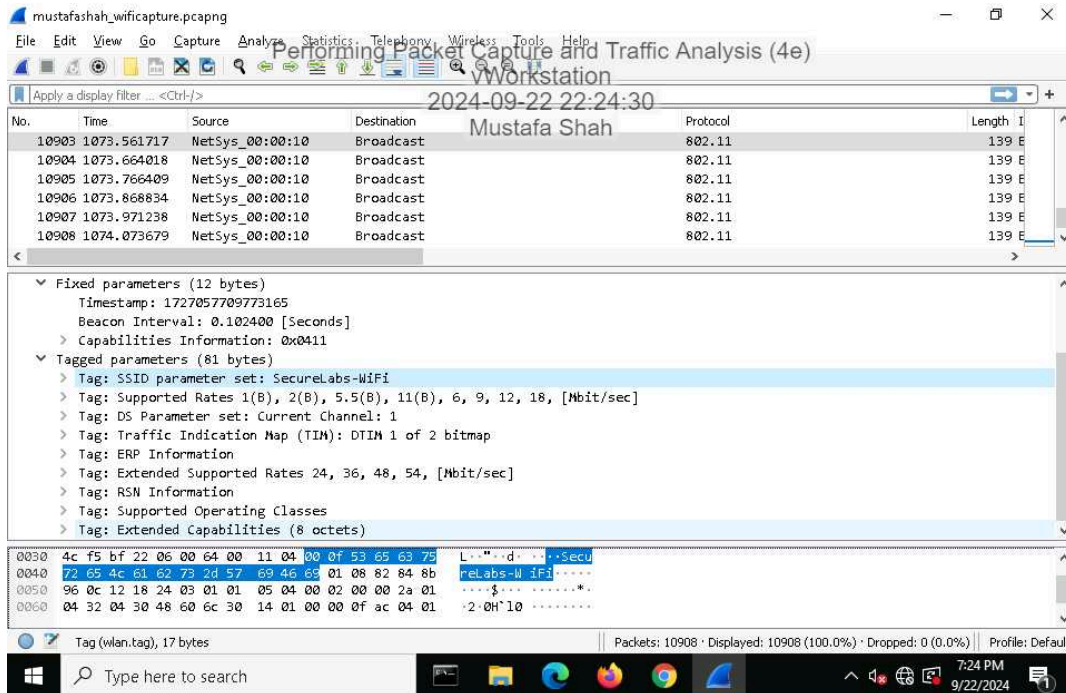 mustafashah_wificapture.pcapng
File Edit View Go Capture Analyze Statistics Telephony Wireless Tools Help
Performing Packet Capture and Traffic Analysis (4e)
vWorkstation
2024-09-22 22:24:30
Mustafa Shah
Apply a display filter ... <Ctrl-/>
No. Time Source Destination Protocol Length I
10903 1073.561717 NetSys_00:00:10 Broadcast 802.11 139 B
10904 1073.664018 NetSys_00:00:10 Broadcast 802.11 139 B
10905 1073.766409 NetSys_00:00:10 Broadcast 802.11 139 B
10906 1073.868834 NetSys_00:00:10 Broadcast 802.11 139 B
10907 1073.971238 NetSys_00:00:10 Broadcast 802.11 139 B
10908 1074.073679 NetSys_00:00:10 Broadcast 802.11 139 B
Fixed parameters (12 bytes)
Timestamp: 1727057709773165
Beacon Interval: 0.102400 [Seconds]
> Capabilities Information: 0x0411
Tagged parameters (81 bytes)
> Tag: SSID parameter set: SecureLabs-WiFi
> Tag: Supported Rates 1(B), 2(B), 5.5(B), 11(B), 6, 9, 12, 18, [Mbit/sec]
> Tag: DS Parameter set: Current Channel: 1
> Tag: Traffic Indication Map (TIM): DTIM 1 of 2 bitmap
> Tag: ERP Information
> Tag: Extended Supported Rates 24, 36, 48, 54, [Mbit/sec]
> Tag: RSN Information
> Tag: Supported Operating Classes
> Tag: Extended Capabilities (8 octets)
0030 4c f5 bf 22 06 00 64 00 11 04 00 0f 53 65 63 75 L··"··d· ····Secu
0040 72 65 4c 61 62 73 2d 57 69 46 69 01 08 82 84 8b reLabs-W iFi·····
0050 96 0c 12 18 24 03 01 01 05 04 00 02 00 00 2a 01 ····$··· ······*·
0060 04 32 04 30 48 60 6c 30 14 01 00 00 0f ac 04 01 ·2·0H`l0 ········
Tag (wlan.tag), 17 bytes Packets: 10908 · Displayed: 10908 (100.0%) · Dropped: 0 (0.0%) Profile: Defaul
Type here to search
7:24 PM
9/22/2024
1